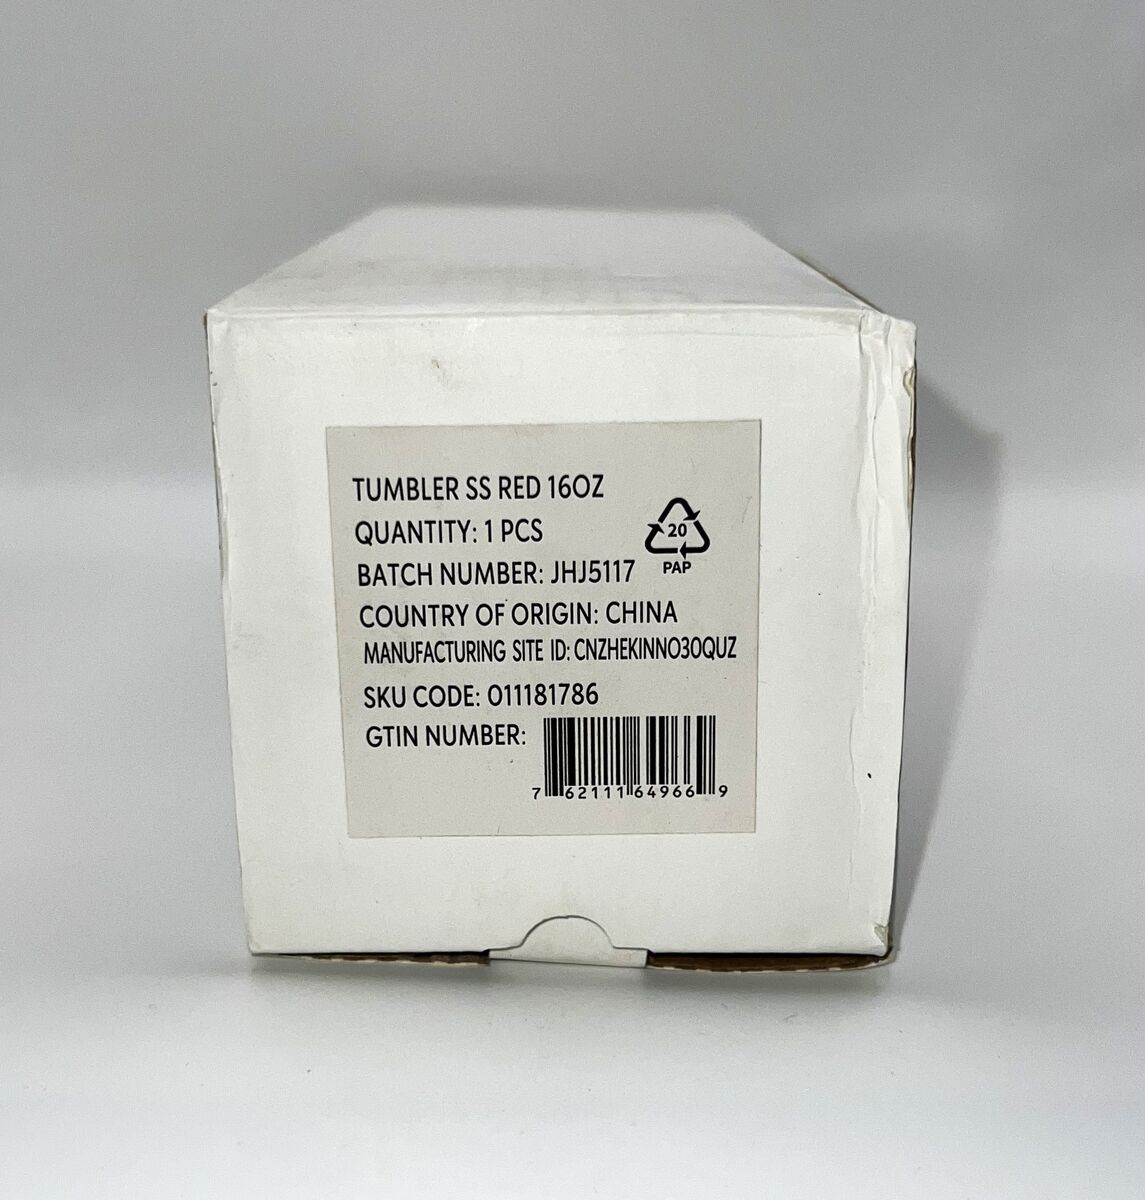 TUMBLER SS RED 16OZ
QUANTITY: 1 PCS
BATCH NUMBER: JHJ5117
20
PAP
COUNTRY OF ORIGIN: CHINA
MANUFACTURING SITE ID: CNZHEKINNO30QUZ
SKU CODE: 011181786
GTIN NUMBER:
7 62111 64966 9